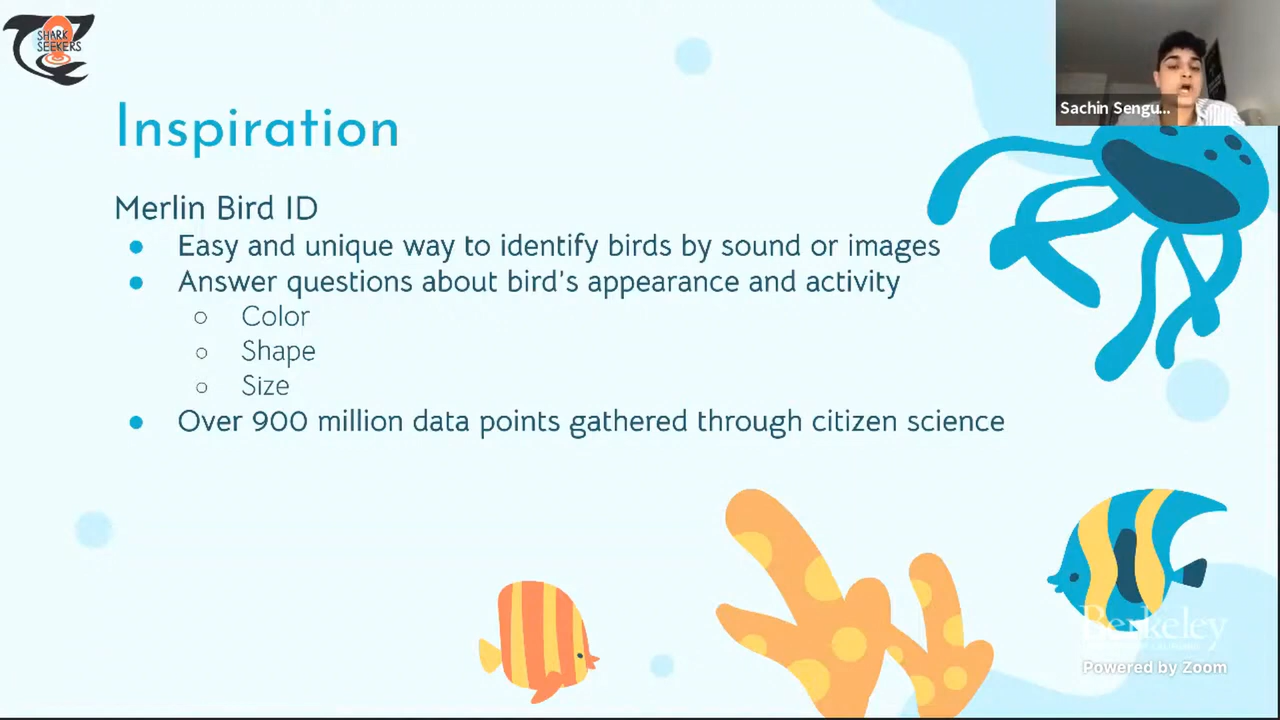 SHARK
SEEKERS
Sachin Sengu...
Inspiration
Merlin Bird ID
Easy and unique way to identify birds by sound or images
Answer questions about bird's appearance and activity
Color
Shape
Size
Over 900 million data points gathered through citizen science
Berkeley
Powered by Zoom